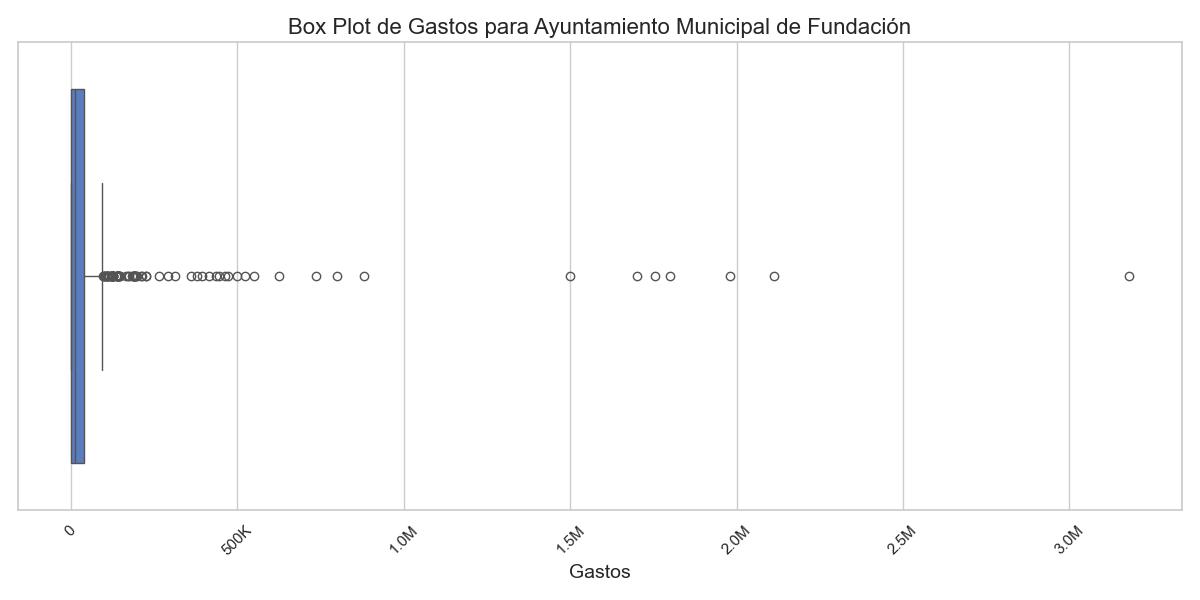 Box Plot de Gastos para Ayuntamiento Municipal de Fundación
0
500K
1.0M
1.5M
2.0M
2.5M
3.0M
Gastos